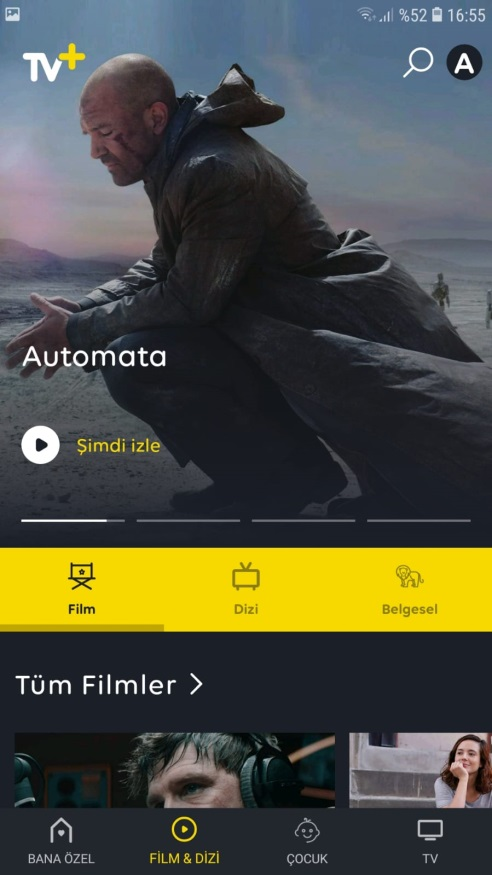 %52 16:55
TV+
A
Automata
Şimdi izle
Film
Dizi
Belgesel
Tüm Filmler
BANA ÖZEL
FİLM & DİZİ
ÇOCUK
TV